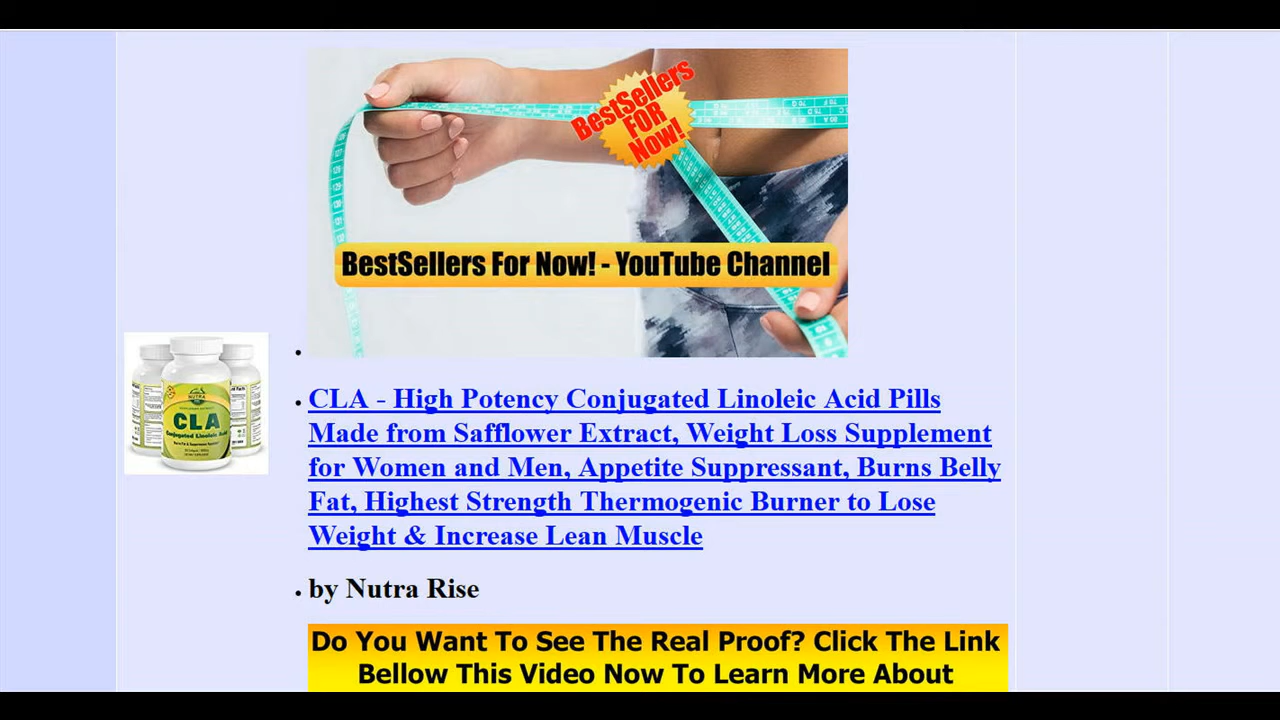 BestSellers
FOR
Now!
BestSellers For Now! - YouTube Channel
NUTRA
CLA
Conjugated Linoleic Acid
CLA - High Potency Conjugated Linoleic Acid Pills
Made from Safflower Extract, Weight Loss Supplement
for Women and Men, Appetite Suppressant, Burns Belly
Fat, Highest Strength Thermogenic Burner to Lose
Weight & Increase Lean Muscle
by Nutra Rise
Do You Want To See The Real Proof? Click The Link
Bellow This Video Now To Learn More About